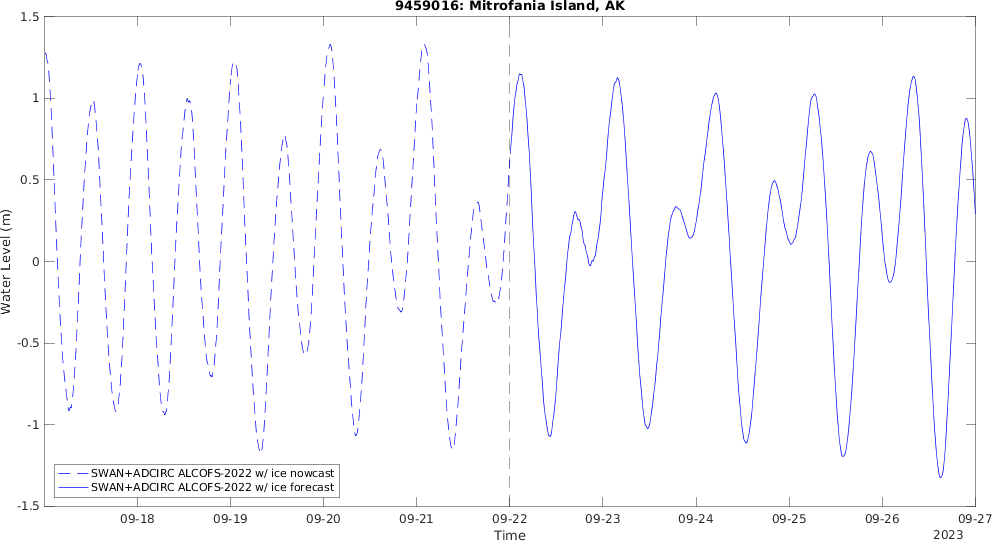 9459016: Mitrofania Island, AK
1.5
1
0.5
0
-0.5
-1
-1.5
Water Level (m)
SWAN+ADCIRC ALCOFS-2022 w/ ice nowcast
SWAN+ADCIRC ALCOFS-2022 w/ ice forecast
09-18 09-19 09-20 09-21 09-22 09-23 09-24 09-25 09-26 09-27
Time
2023